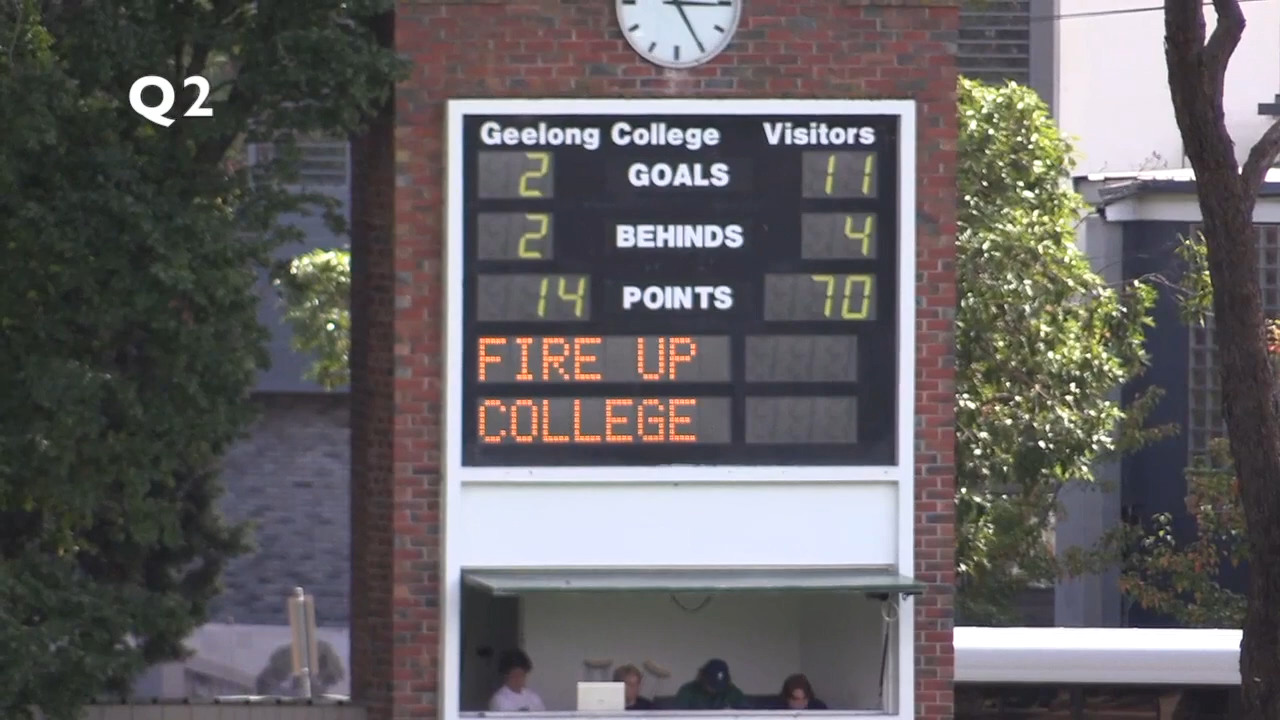 Q2
Geelong College Visitors
2 GOALS 11
2 BEHINDS 4
14 POINTS 70
FIRE UP
COLLEGE